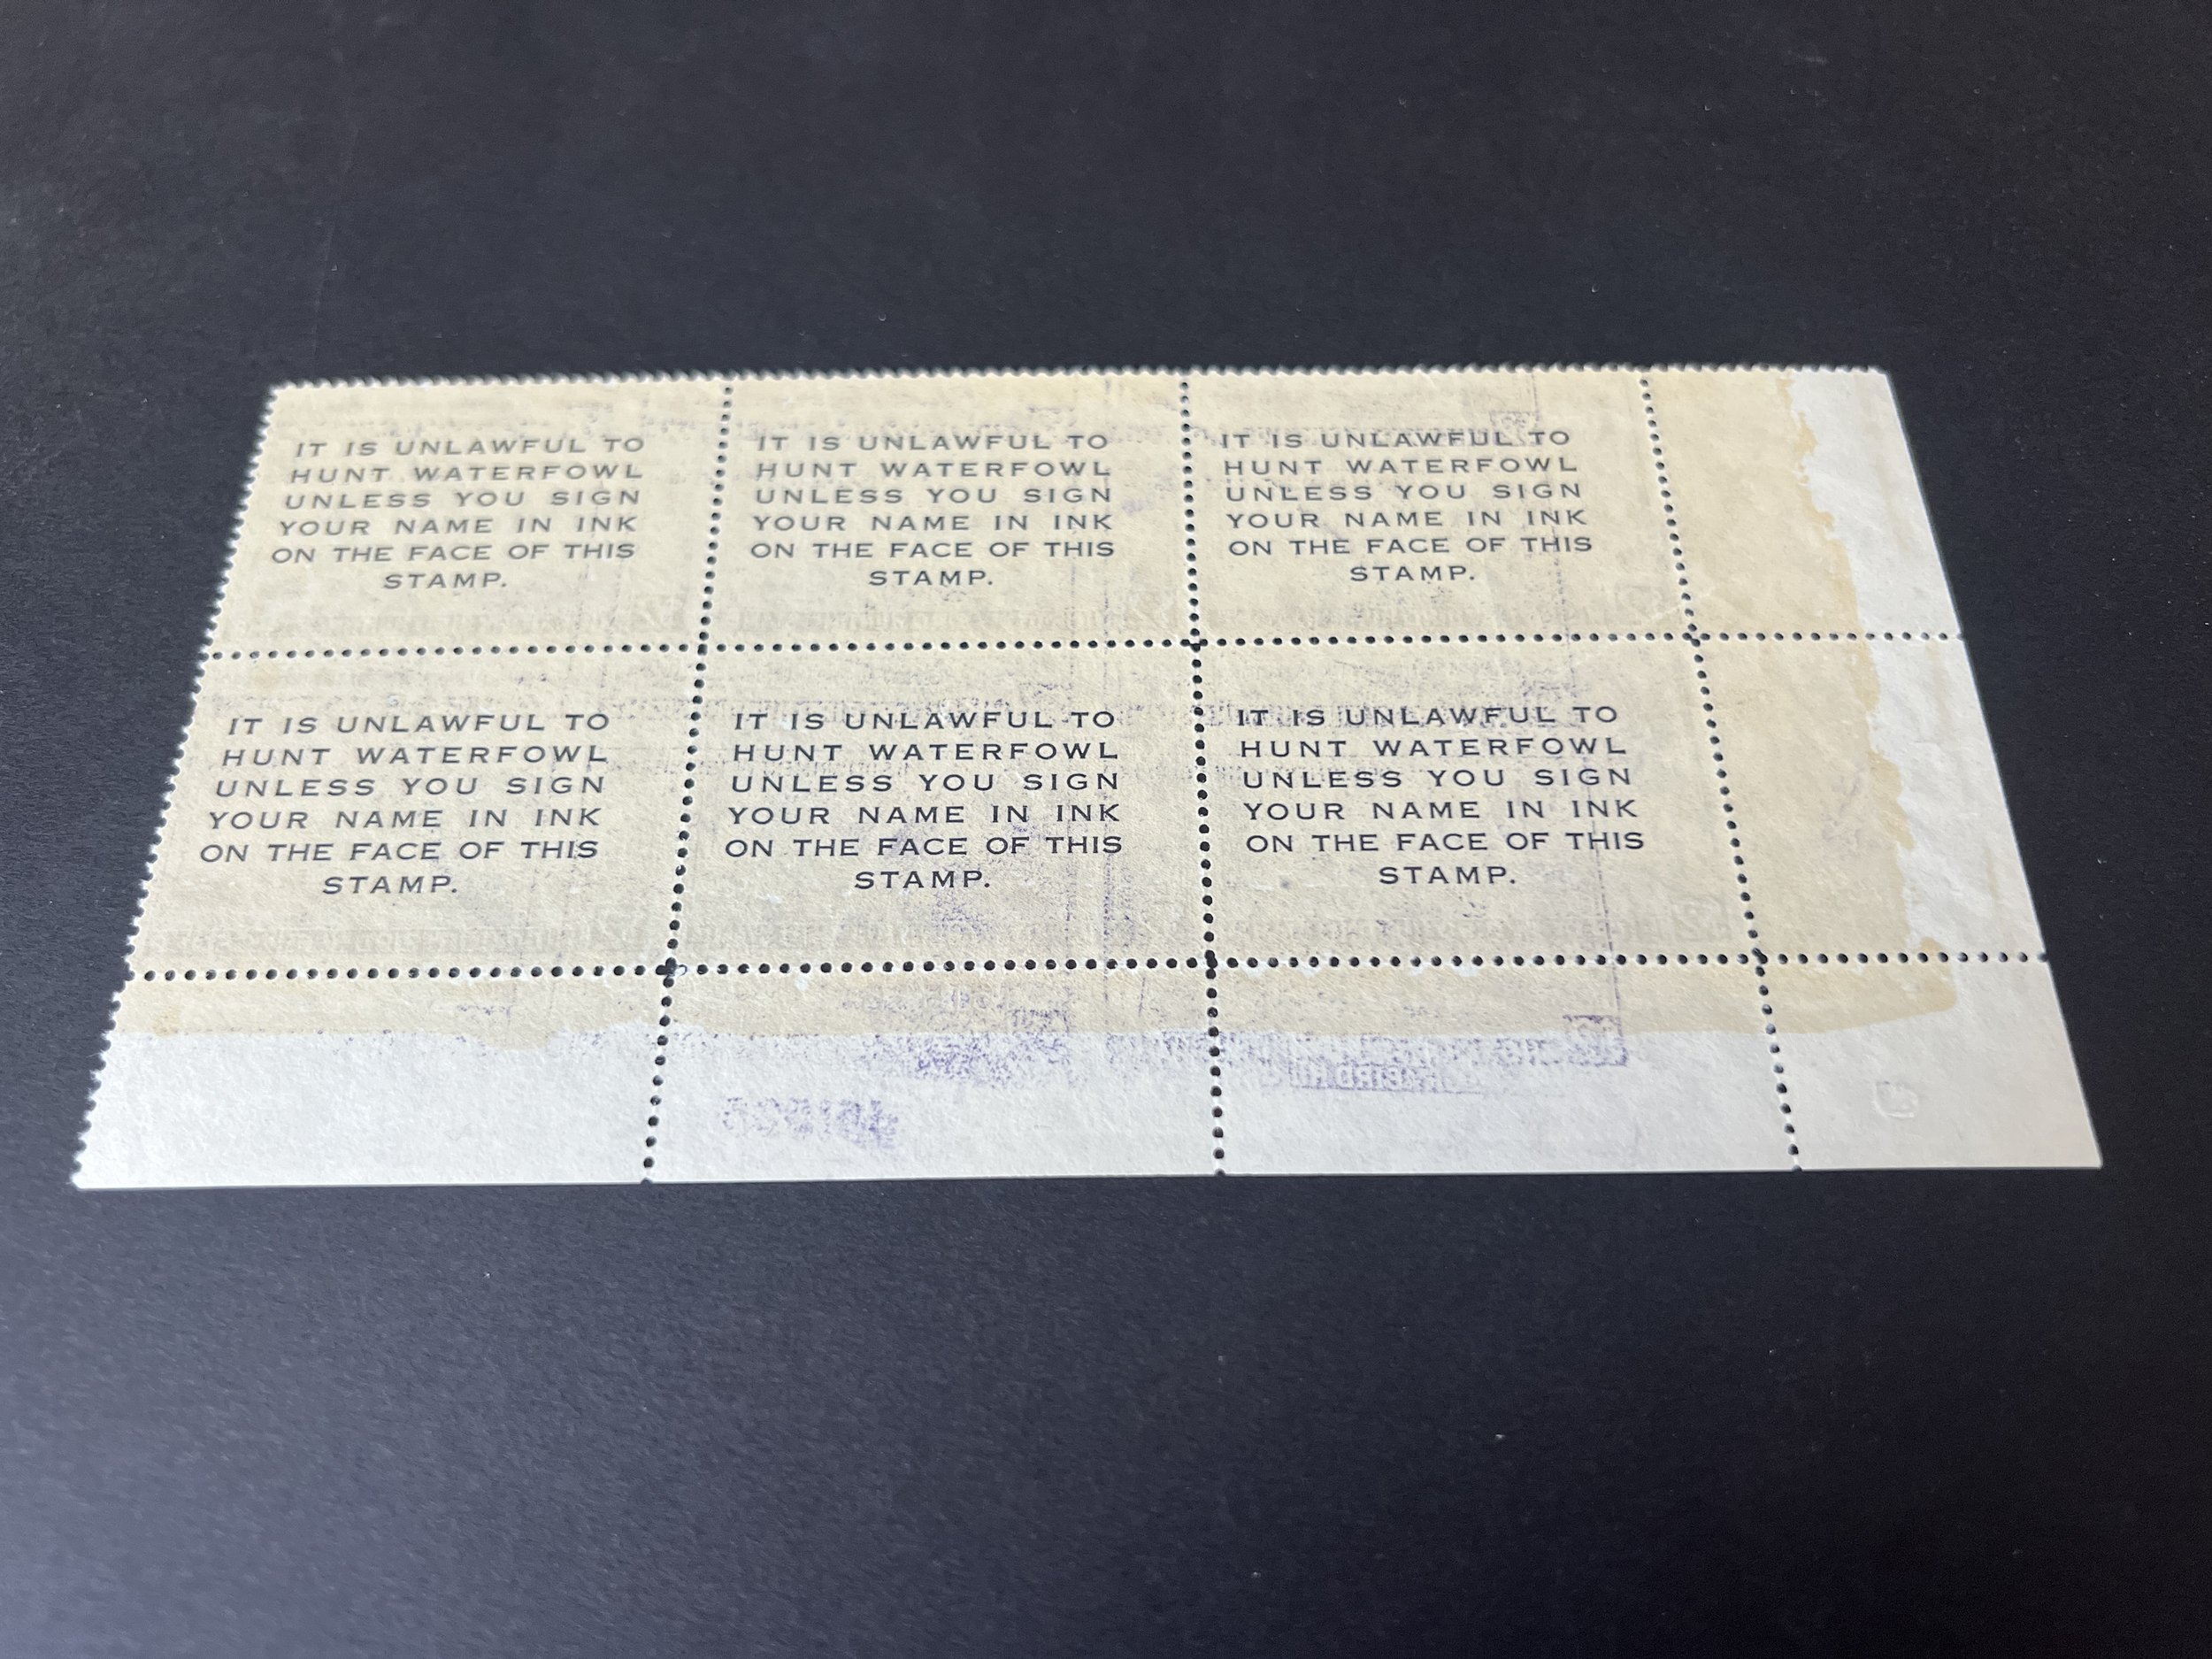 IT IS UNLAWFUL TO
HUNT WATERFOWL
UNLESS YOU SIGN
YOUR NAME IN INK
ON THE FACE OF THIS
STAMP.
IT IS UNLAWFUL TO
HUNT WATERFOWL
UNLESS YOU SIGN
YOUR NAME IN INK
ON THE FACE OF THIS
STAMP.
IT IS UNLAWFUL TO
HUNT WATERFOWL
UNLESS YOU SIGN
YOUR NAME IN INK
ON THE FACE OF THIS
STAMP.
IT IS UNLAWFUL TO
HUNT WATERFOWL
UNLESS YOU SIGN
YOUR NAME IN INK
ON THE FACE OF THIS
STAMP.
IT IS UNLAWFUL TO
HUNT WATERFOWL
UNLESS YOU SIGN
YOUR NAME IN INK
ON THE FACE OF THIS
STAMP.
IT IS UNLAWFUL TO
HUNT WATERFOWL
UNLESS YOU SIGN
YOUR NAME IN INK
ON THE FACE OF THIS
STAMP.